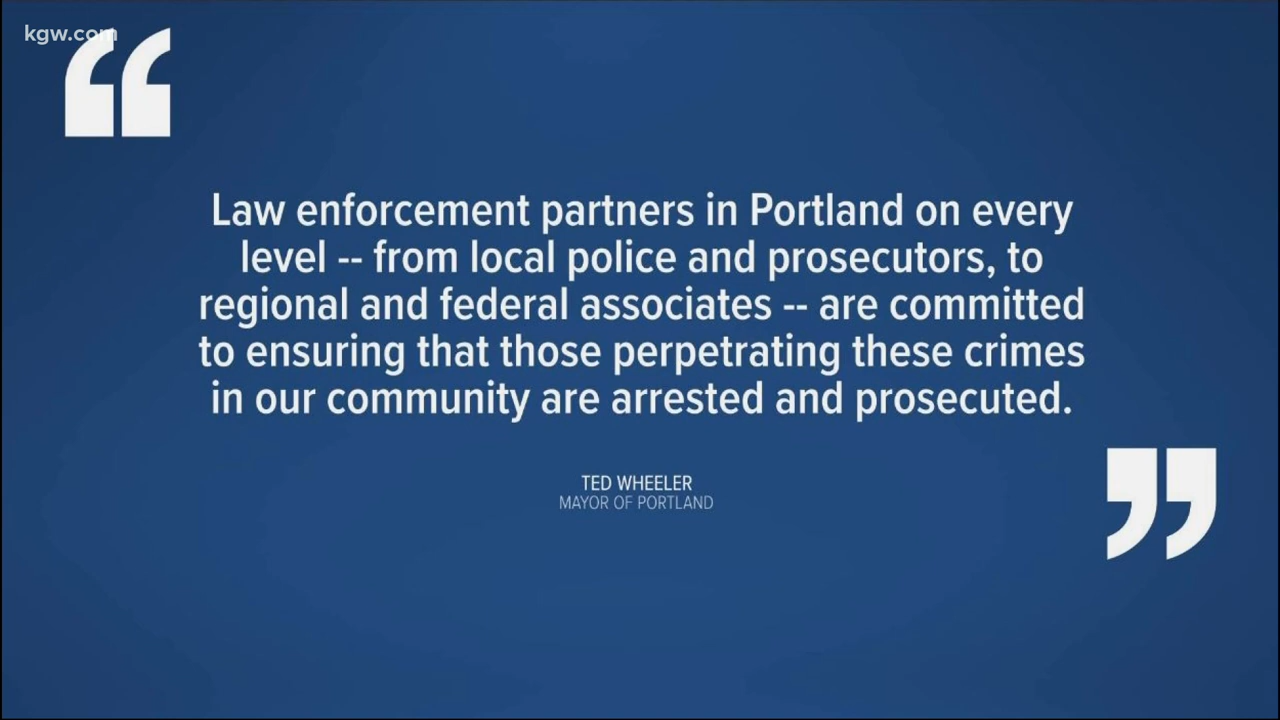 kgw.com
“
Law enforcement partners in Portland on every
level -- from local police and prosecutors, to
regional and federal associates -- are committed
to ensuring that those perpetrating these crimes
in our community are arrested and prosecuted.
TED WHEELER
MAYOR OF PORTLAND
”